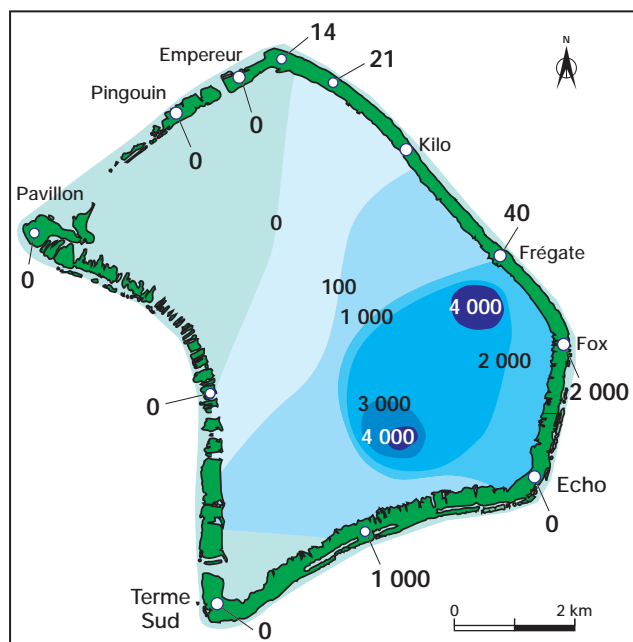 14
Empereur
21
N
Pingouin
0
0
Kilo
Pavillon
0
40
Frégate
0
100
4 000
1 000
Fox
2 000
2 000
3 000
0
4 000
Echo
0
1 000
Terme
Sud
0
0 2 km